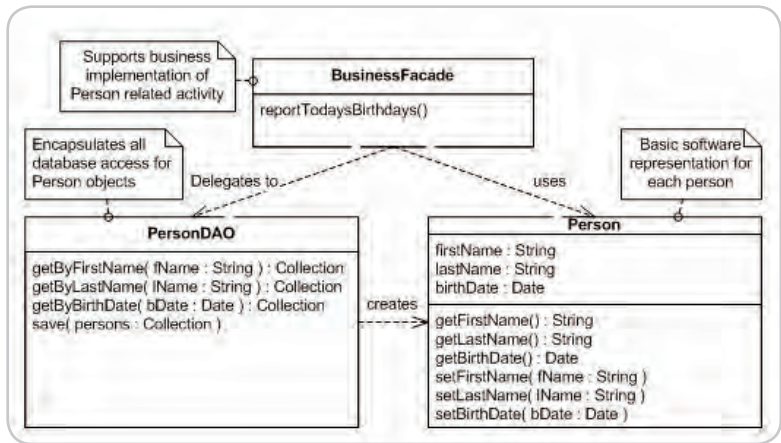 Supports business
implementation of
Person related activity
BusinessFacade
reportTodaysBirthdays()
Encapsulates all
database access for
Person objects
Basic software
representation for
each person
Delegates to
uses
PersonDAO
getByFirstName( fName : String ) : Collection
getByLastName( lName : String ) : Collection
getByBirthDate( bDate : Date ) : Collection
save( persons : Collection )
creates
Person
firstName : String
lastName : String
birthDate : Date
getFirstName() : String
getLastName() : String
getBirthDate() : Date
setFirstName( fName : String )
setLastName( lName : String )
setBirthDate( bDate : Date )